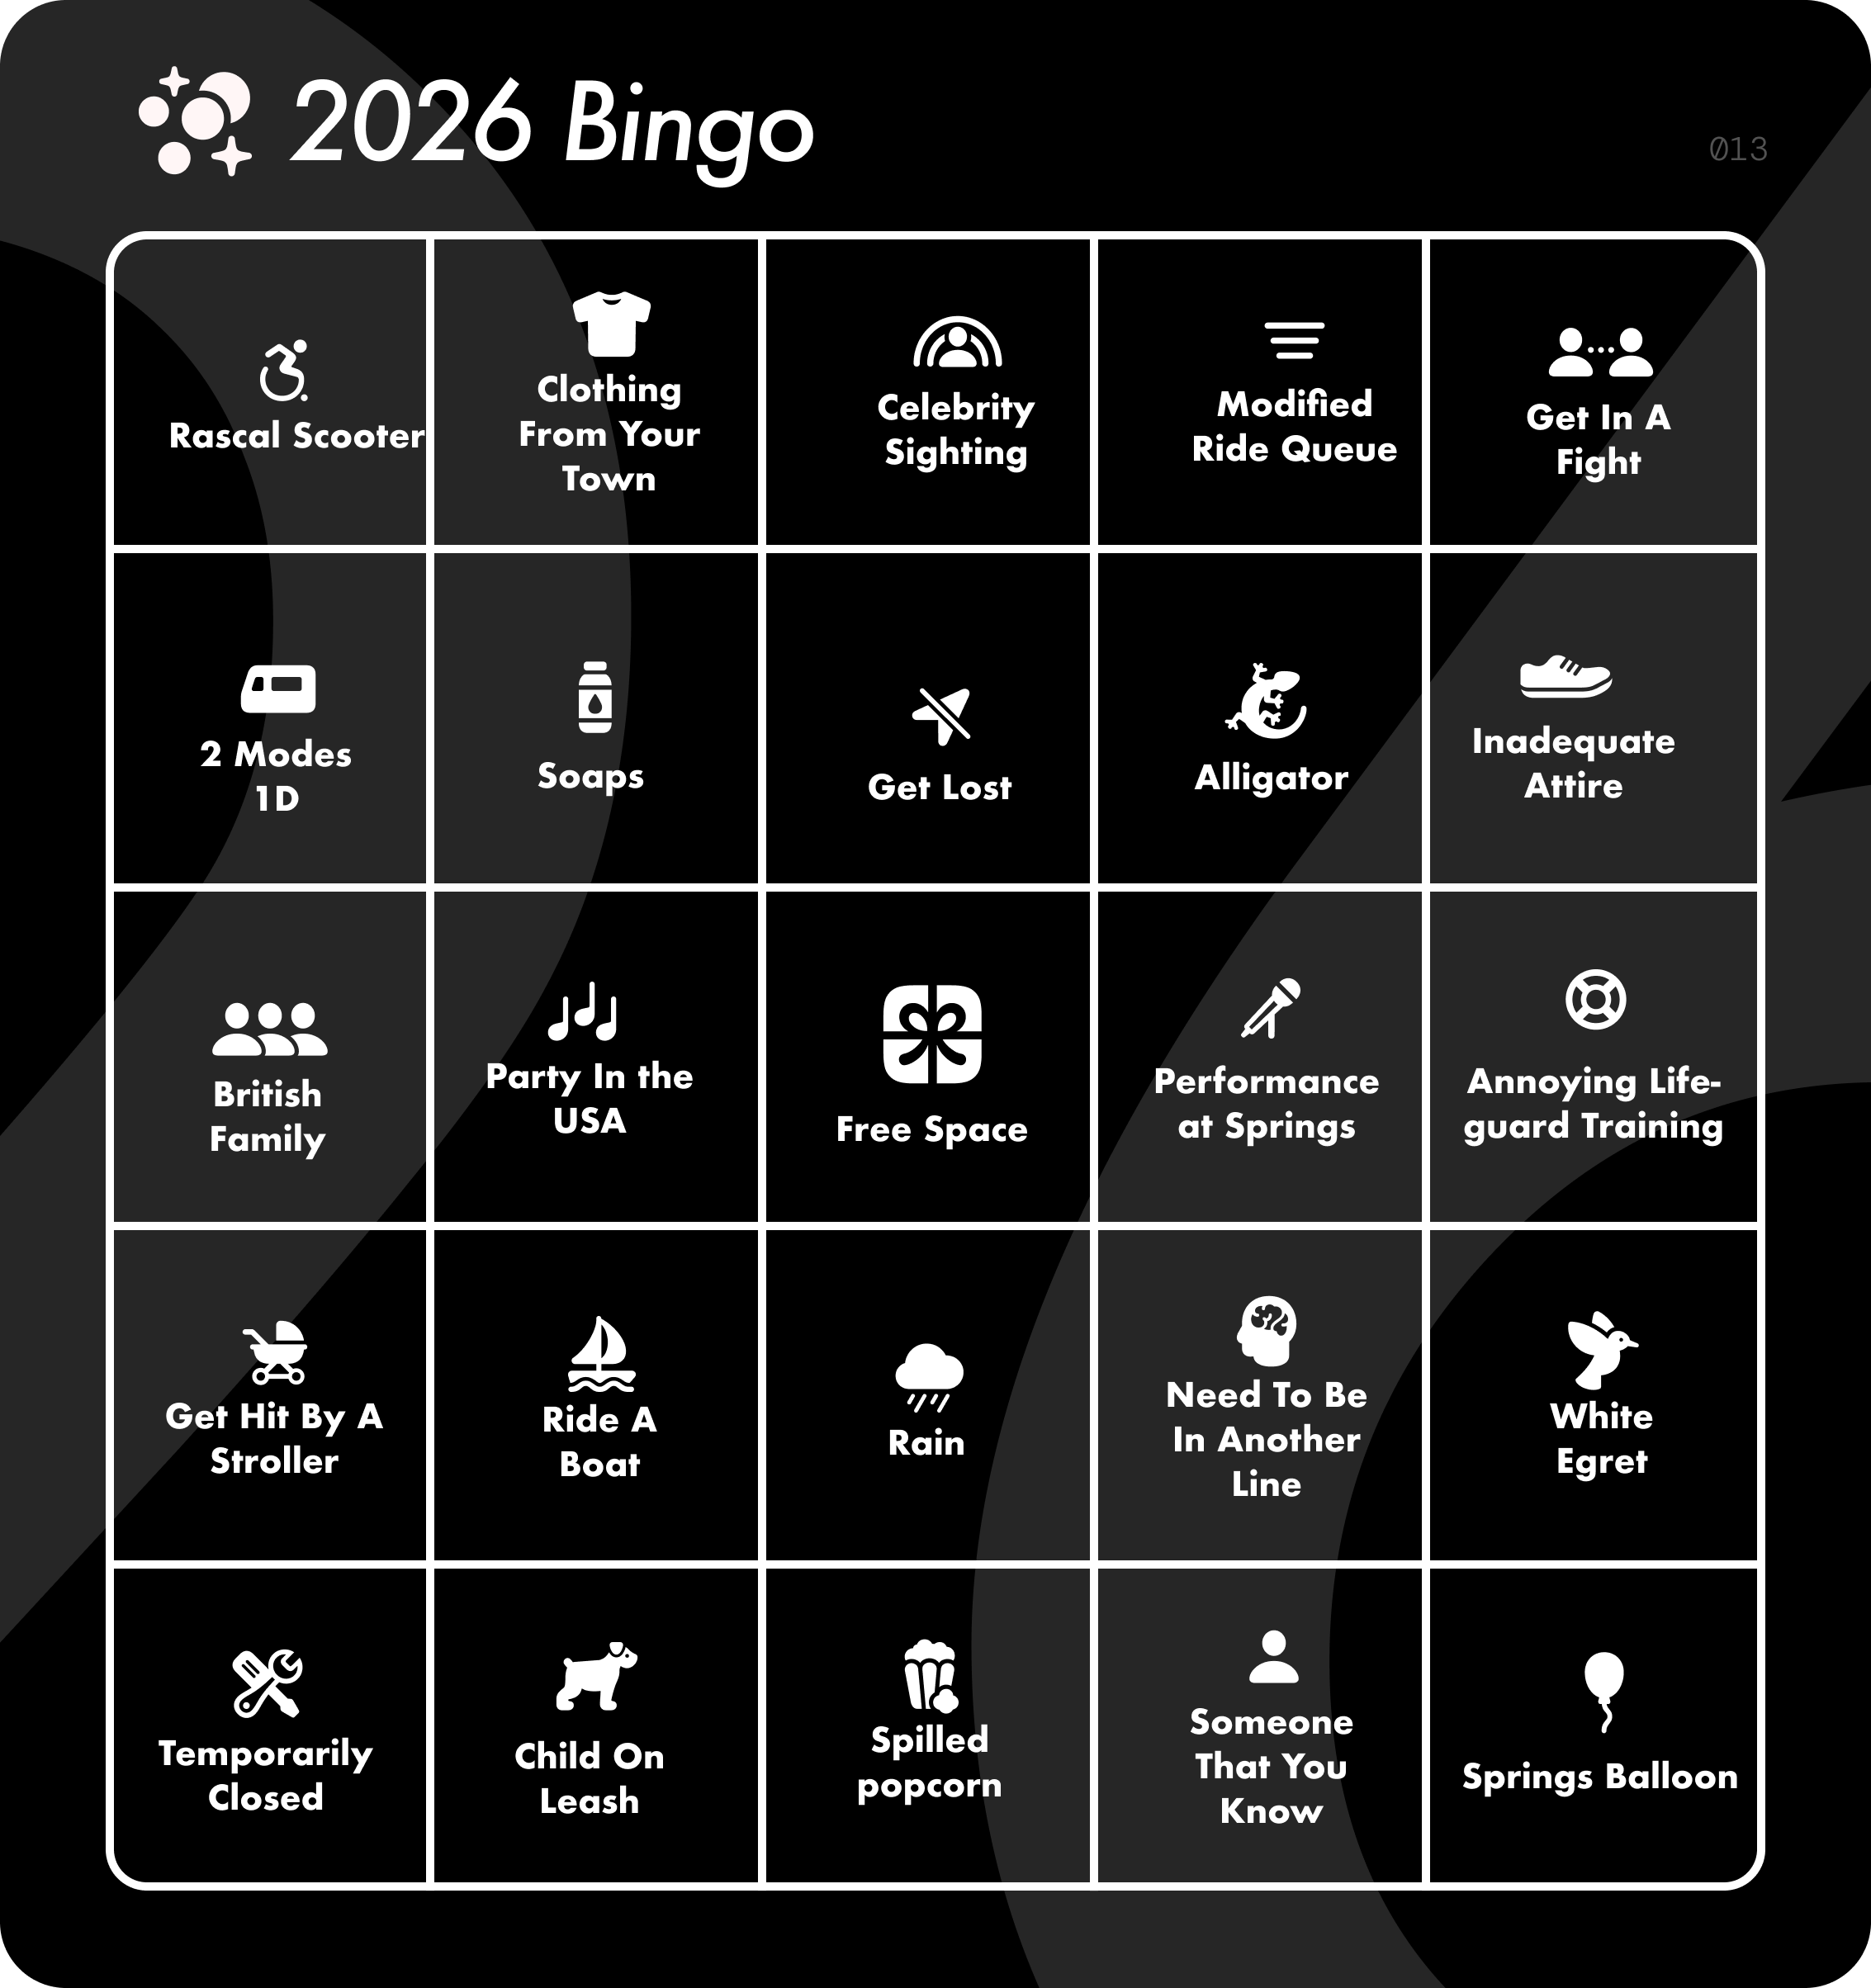 2026 Bingo
013
Rascal Scooter
Clothing
From Your
Town
Celebrity
Sighting
Modified
Ride Queue
Get In A
Fight
2 Modes
1D
Soaps
Get Lost
Alligator
Inadequate
Attire
British
Family
Party In the
USA
Free Space
Performance
at Springs
Annoying Life-
guard Training
Get Hit By A
Stroller
Ride A
Boat
Rain
Need To Be
In Another
Line
White
Egret
Temporarily
Closed
Child On
Leash
Spilled
popcorn
Someone
That You
Know
Springs Balloon